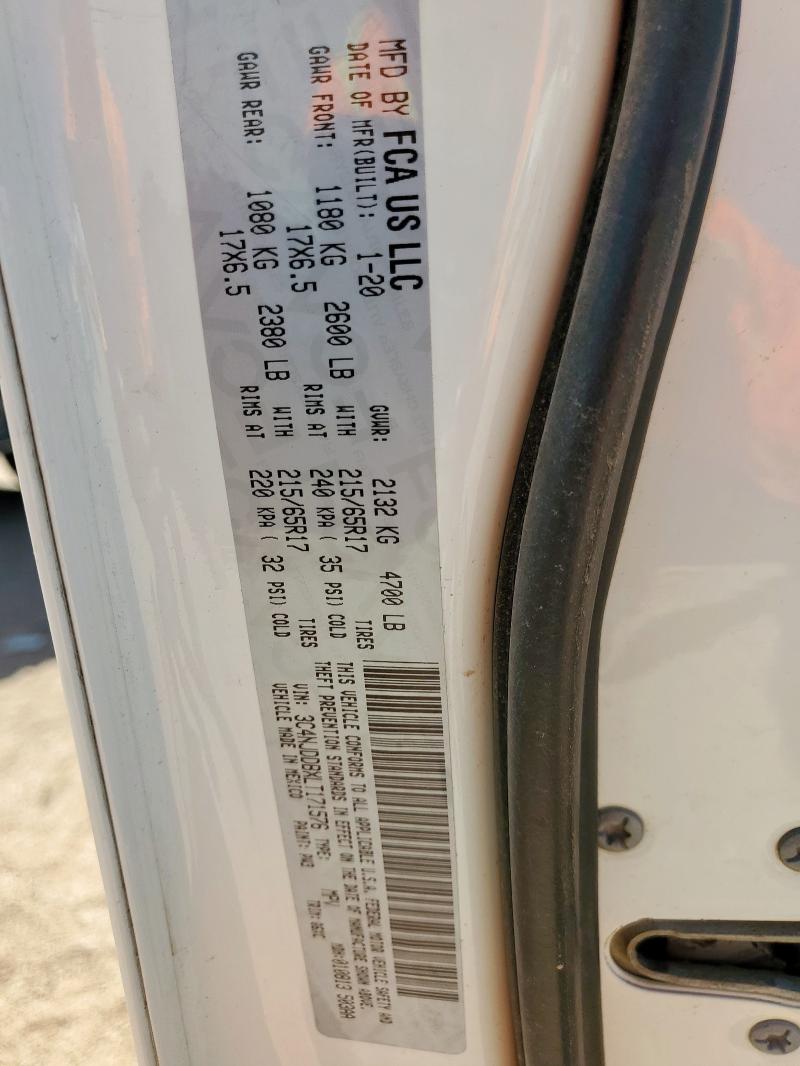 MFD BY FCA US LLC
DATE OF MFR(BUILT): 1-20 GVWR: 2132 KG 4700 LB
GAWR FRONT: 1180 KG 2600 LB WITH 215/65R17 TIRES
17X6.5 RIMS AT 240 KPA ( 35 PSI) COLD
GAWR REAR: 1080 KG 2380 LB WITH 215/65R17 TIRES
17X6.5 RIMS AT 220 KPA ( 32 PSI) COLD
THIS VEHICLE CONFORMS TO ALL APPLICABLE U.S.A. FEDERAL MOTOR VEHICLE SAFETY AND
THEFT PREVENTION STANDARDS IN EFFECT ON THE DATE OF MANUFACTURE SHOWN ABOVE.
VIN: 3C4NJDDBXLT171576 TYPE: MPV
VEHICLE MADE IN MEXICO PAINT: PW3 TRIM: